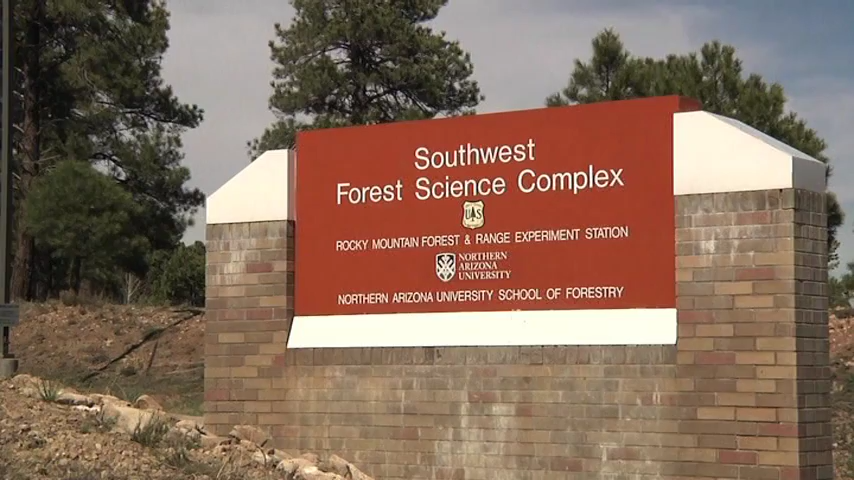 Southwest
Forest Science Complex
UAS
ROCKY MOUNTAIN FOREST & RANGE EXPERIMENT STATION
NORTHERN
ARIZONA
UNIVERSITY
NORTHERN ARIZONA UNIVERSITY SCHOOL OF FORESTRY